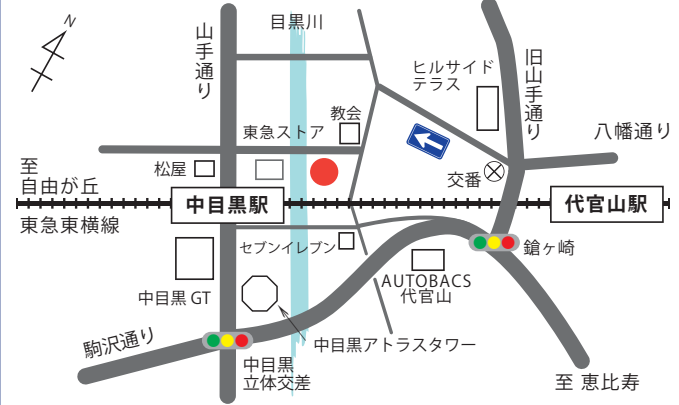 N
目黒川
山手通り
ヒルサイド
テラス
旧山手通り
教会
東急ストア
八幡通り
至
自由が丘
松屋
交番
中目黒駅
代官山駅
東急東横線
セブンイレブン
鎗ヶ崎
中目黒 GT
AUTOBACS
代官山
駒沢通り
中目黒アトラスタワー
中目黒
立体交差
至 恵比寿